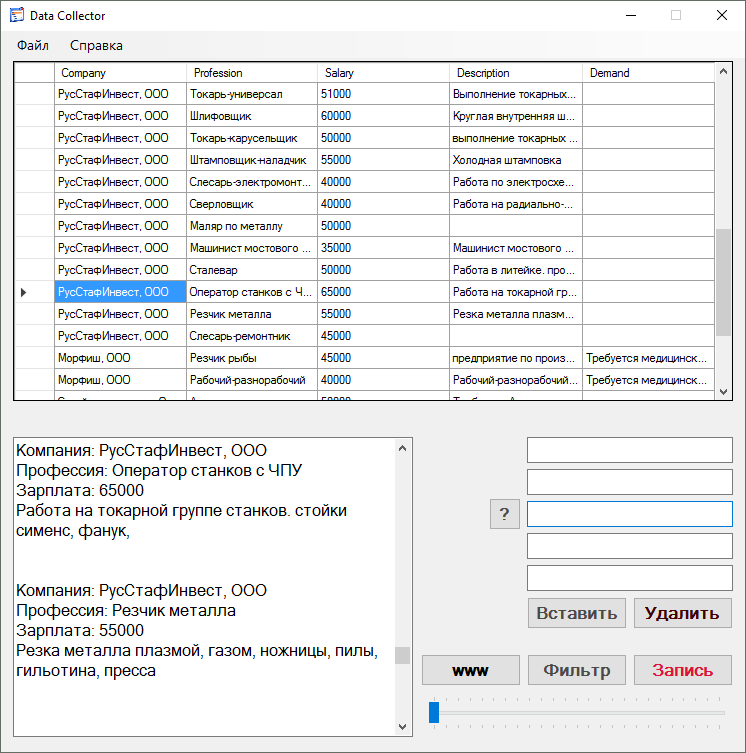 Data Collector
Файл Справка
Company Profession Salary Description Demand
РусСтафИнвест, ООО Токарь-универсал 51000 Выполнение токарных...
РусСтафИнвест, ООО Шлифовщик 60000 Круглая внутренняя ш...
РусСтафИнвест, ООО Токарь-карусельщик 50000 выполнение токарных ...
РусСтафИнвест, ООО Штамповщик-наладчик 55000 Холодная штамповка
РусСтафИнвест, ООО Слесарь-электромонт... 40000 Работа по электросхе...
РусСтафИнвест, ООО Сверловщик 40000 Работа на радиально-...
РусСтафИнвест, ООО Маляр по металлу 50000
РусСтафИнвест, ООО Машинист мостового ... 35000 Машинист мостового ...
РусСтафИнвест, ООО Сталевар 50000 Работа в литейке. про...
РусСтафИнвест, ООО Оператор станков с Ч... 65000 Работа на токарной гр...
РусСтафИнвест, ООО Резчик металла 55000 Резка металла плазм...
РусСтафИнвест, ООО Слесарь-ремонтник 45000
Морфиш, ООО Резчик рыбы 45000 предприятие по произ... Требуется медицинск...
Морфиш, ООО Рабочий-разнорабочий 40000 Рабочий-разнорабочий... Требуется медицинск...
Компания: РусСтафИнвест, ООО
Профессия: Оператор станков с ЧПУ
Зарплата: 65000
Работа на токарной группе станков. стойки
сименс, фанук,
Компания: РусСтафИнвест, ООО
Профессия: Резчик металла
Зарплата: 55000
Резка металла плазмой, газом, ножницы, пилы,
гильотина, пресса
?
Вставить Удалить
www Фильтр Запись